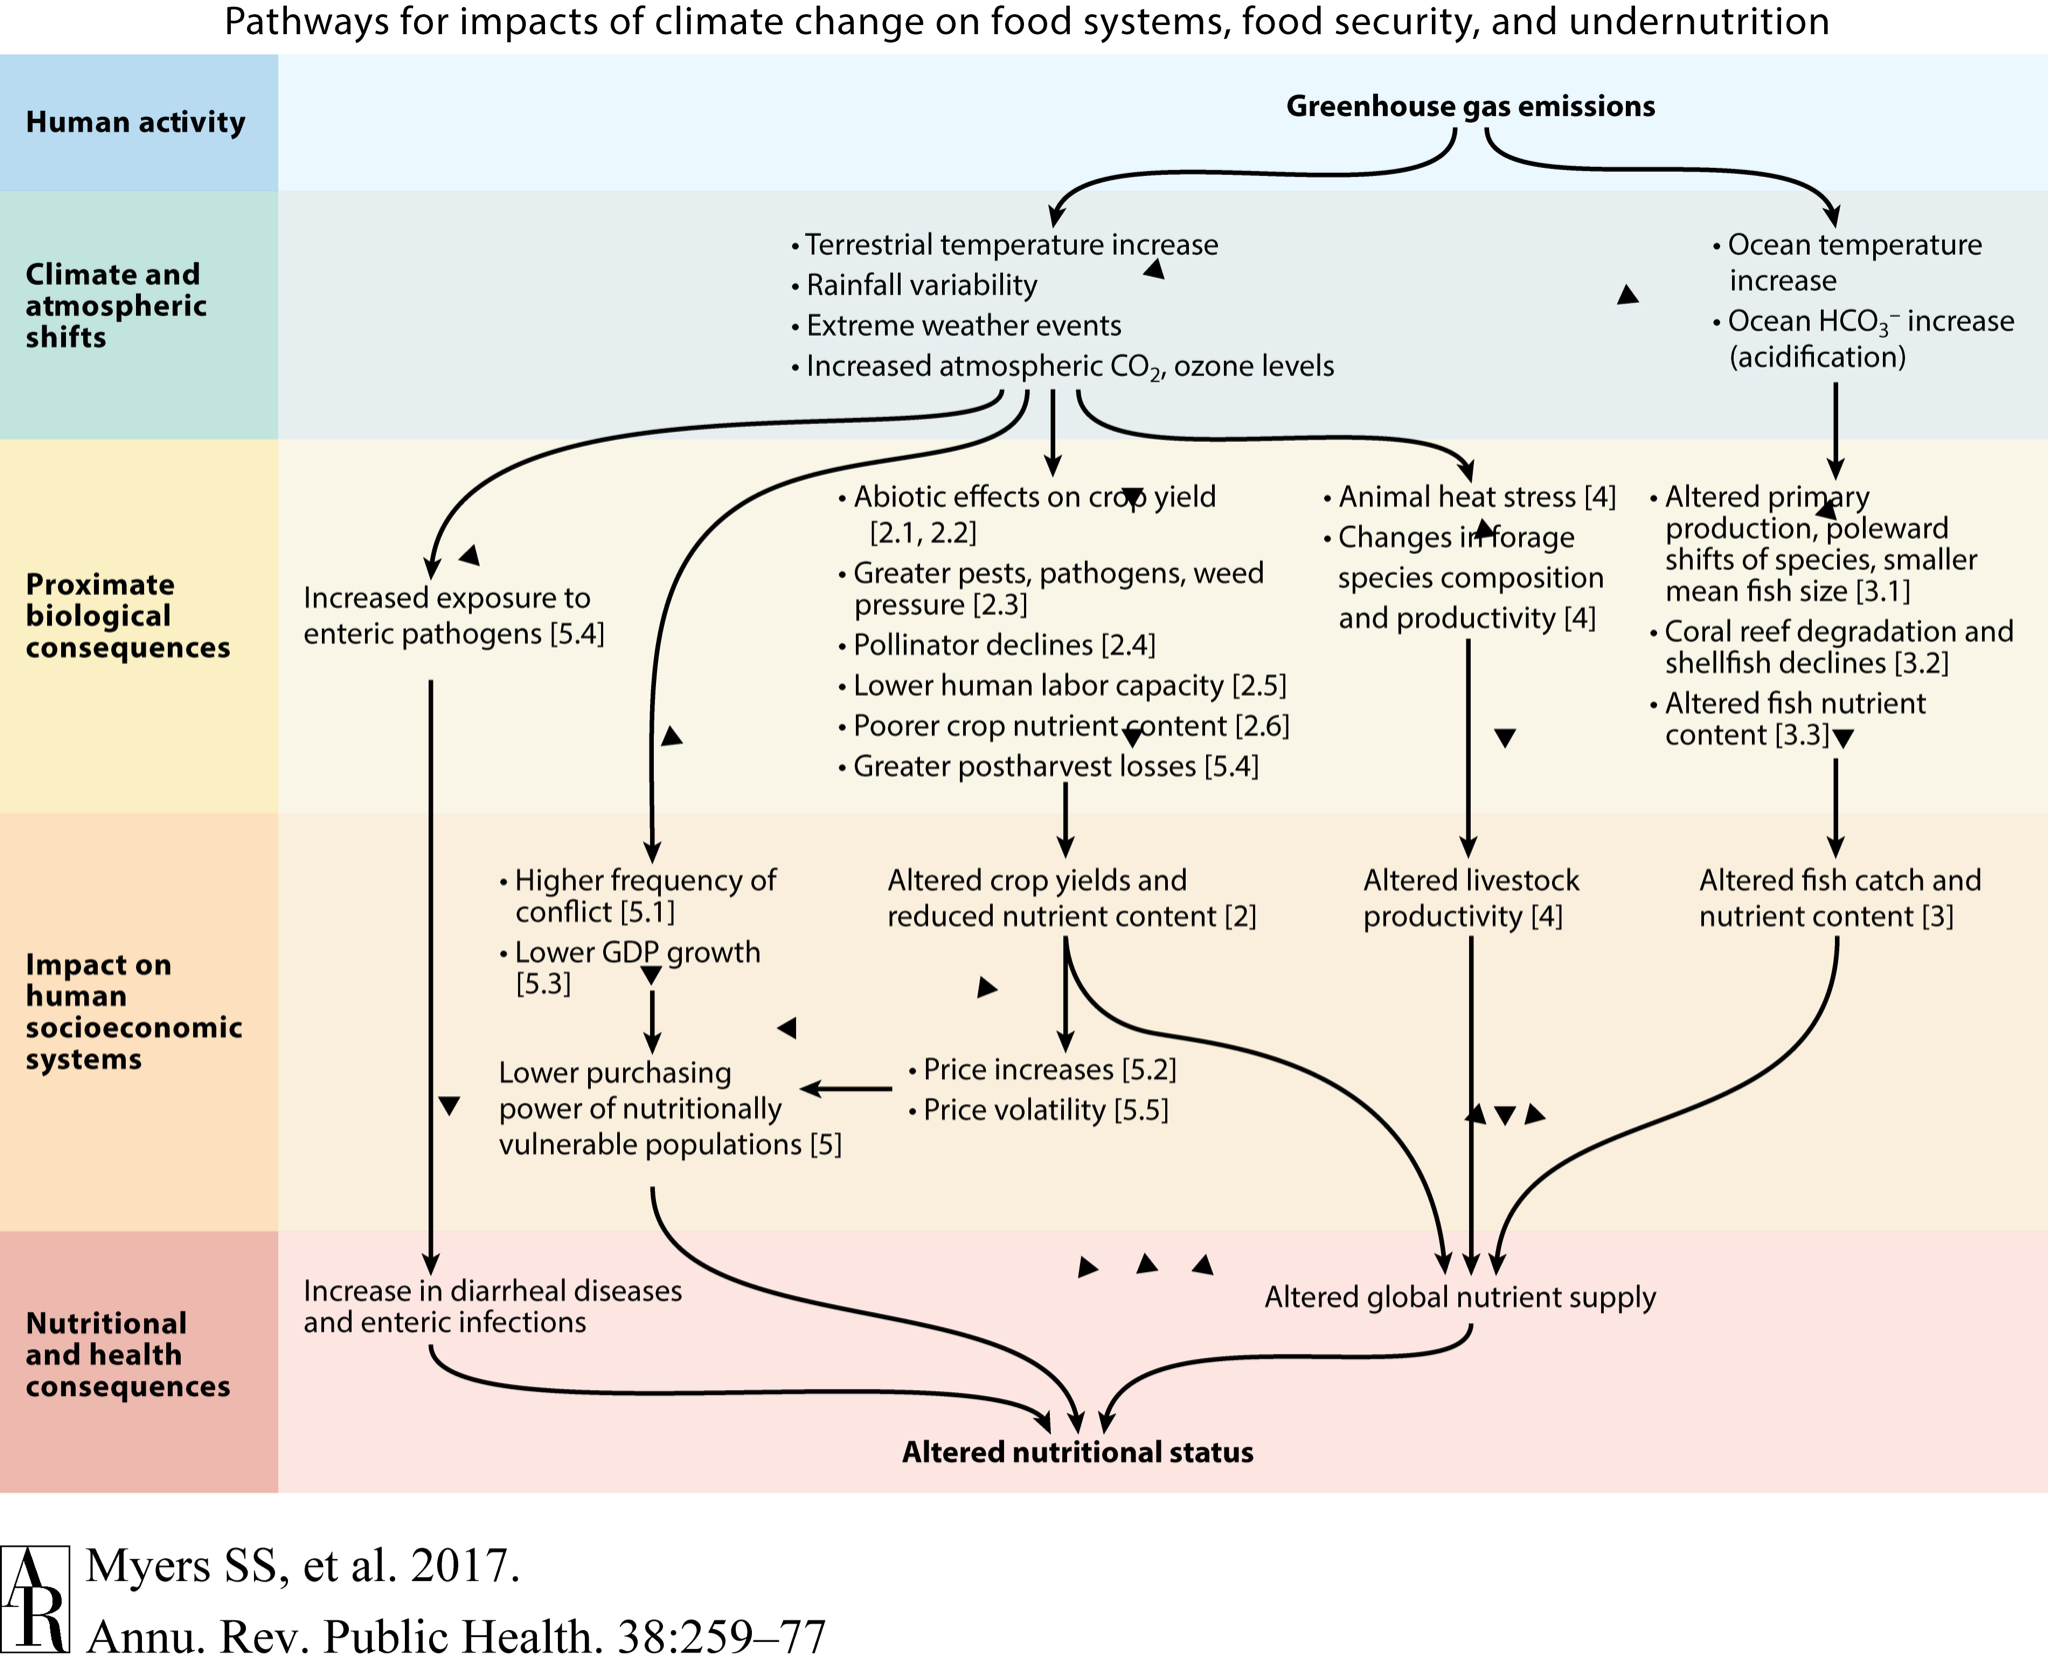 Pathways for impacts of climate change on food systems, food security, and undernutrition
Human activity
Greenhouse gas emissions
Climate and
atmospheric
shifts
• Terrestrial temperature increase
• Rainfall variability
• Extreme weather events
• Increased atmospheric CO₂, ozone levels
• Ocean temperature
increase
• Ocean HCO₃⁻ increase
(acidification)
Proximate
biological
consequences
Increased exposure to
enteric pathogens [5.4]
• Abiotic effects on crop yield
[2.1, 2.2]
• Greater pests, pathogens, weed
pressure [2.3]
• Pollinator declines [2.4]
• Lower human labor capacity [2.5]
• Poorer crop nutrient content [2.6]
• Greater postharvest losses [5.4]
• Animal heat stress [4]
• Changes in forage
species composition
and productivity [4]
• Altered primary
production, poleward
shifts of species, smaller
mean fish size [3.1]
• Coral reef degradation and
shellfish declines [3.2]
• Altered fish nutrient
content [3.3]
Impact on
human
socioeconomic
systems
• Higher frequency of
conflict [5.1]
• Lower GDP growth
[5.3]
Altered crop yields and
reduced nutrient content [2]
Altered livestock
productivity [4]
Altered fish catch and
nutrient content [3]
Lower purchasing
power of nutritionally
vulnerable populations [5]
• Price increases [5.2]
• Price volatility [5.5]
Nutritional
and health
consequences
Increase in diarrheal diseases
and enteric infections
Altered global nutrient supply
Altered nutritional status
AR
Myers SS, et al. 2017.
Annu. Rev. Public Health. 38:259–77